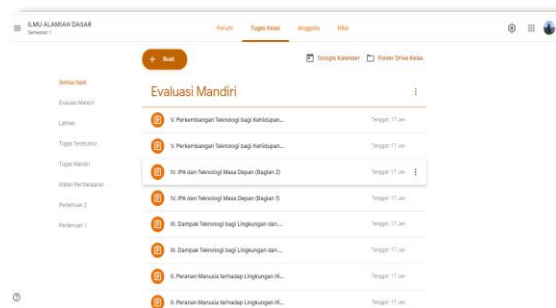 ILMU ALAMIAH DASAR
Semester 1
Forum
Tugas Kelas
Anggota
Nilai
+ Buat
Google Kalender
Folder Drive Kelas
Semua topik
Evaluasi Mandiri
Latihan
Tugas Terstruktur
Tugas Mandiri
Materi Pembelajaran
Pertemuan 2
Pertemuan 1
Evaluasi Mandiri
V. Perkembangan Teknologi bagi Kehidupan... Tenggat: 17 Jan
V. Perkembangan Teknologi bagi Kehidupan... Tenggat: 17 Jan
IV. IPA dan Teknologi Masa Depan (Bagian 2) Tenggat: 17 Jan
IV. IPA dan Teknologi Masa Depan (Bagian 1) Tenggat: 17 Jan
III. Dampak Teknologi bagi Lingkungan dan... Tenggat: 17 Jan
III. Dampak Teknologi bagi Lingkungan dan... Tenggat: 17 Jan
II. Peranan Manusia terhadap Lingkungan Hi... Tenggat: 17 Jan
II. Peranan Manusia terhadap Lingkungan Hi... Tenggat: 17 Jan